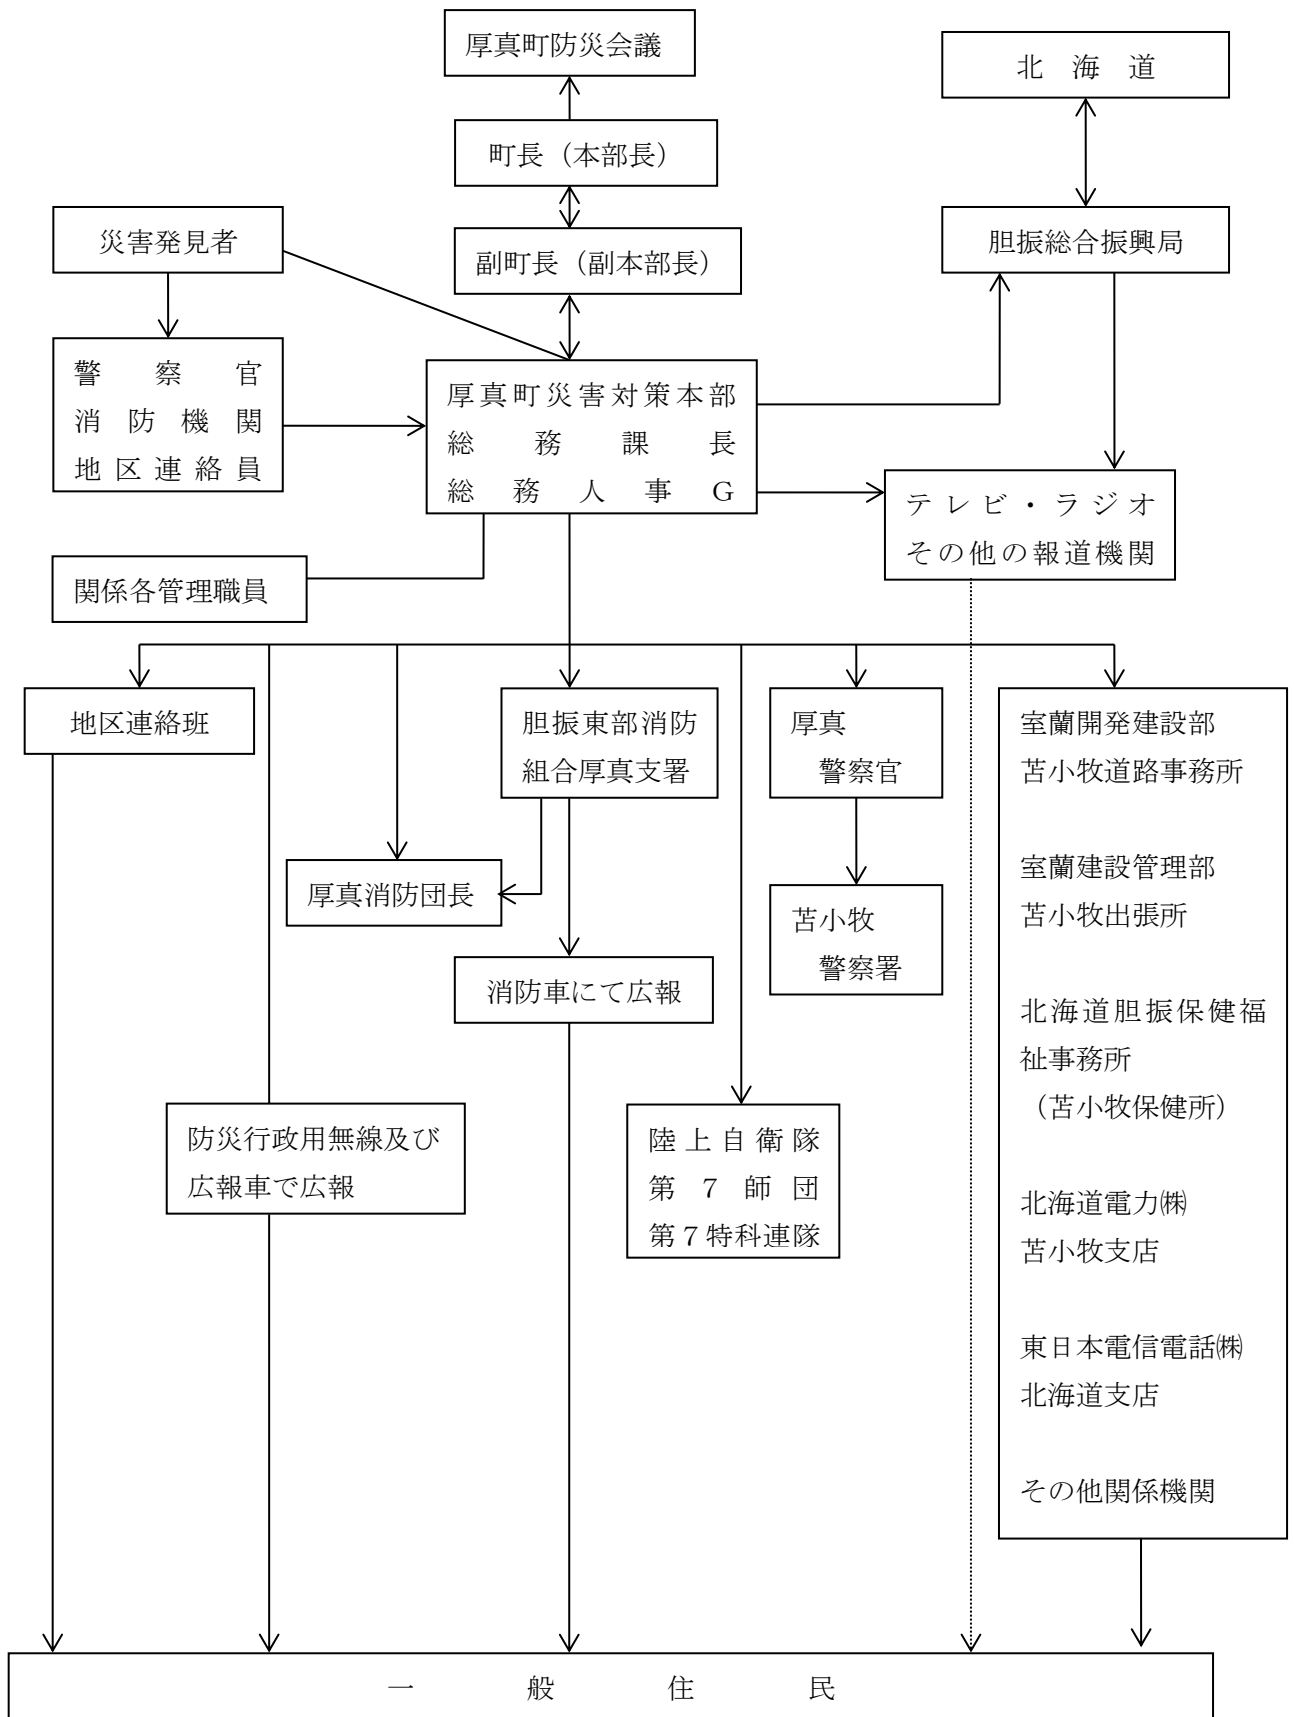 厚真町防災会議
北　海　道
町長（本部長）
災害発見者
副町長（副本部長）
胆振総合振興局
警察官
消防機関
地区連絡員
厚真町災害対策本部
総務課長
総務人事Ｇ
テレビ・ラジオ
その他の報道機関
関係各管理職員
地区連絡班
胆振東部消防
組合厚真支署
厚真
警察官
室蘭開発建設部
苫小牧道路事務所
室蘭建設管理部
苫小牧出張所
北海道胆振保健福
祉事務所
（苫小牧保健所）
北海道電力㈱
苫小牧支店
東日本電信電話㈱
北海道支店
その他関係機関
厚真消防団長
苫小牧
警察署
消防車にて広報
防災行政用無線及び
広報車で広報
陸上自衛隊
第７師団
第７特科連隊
一般住民